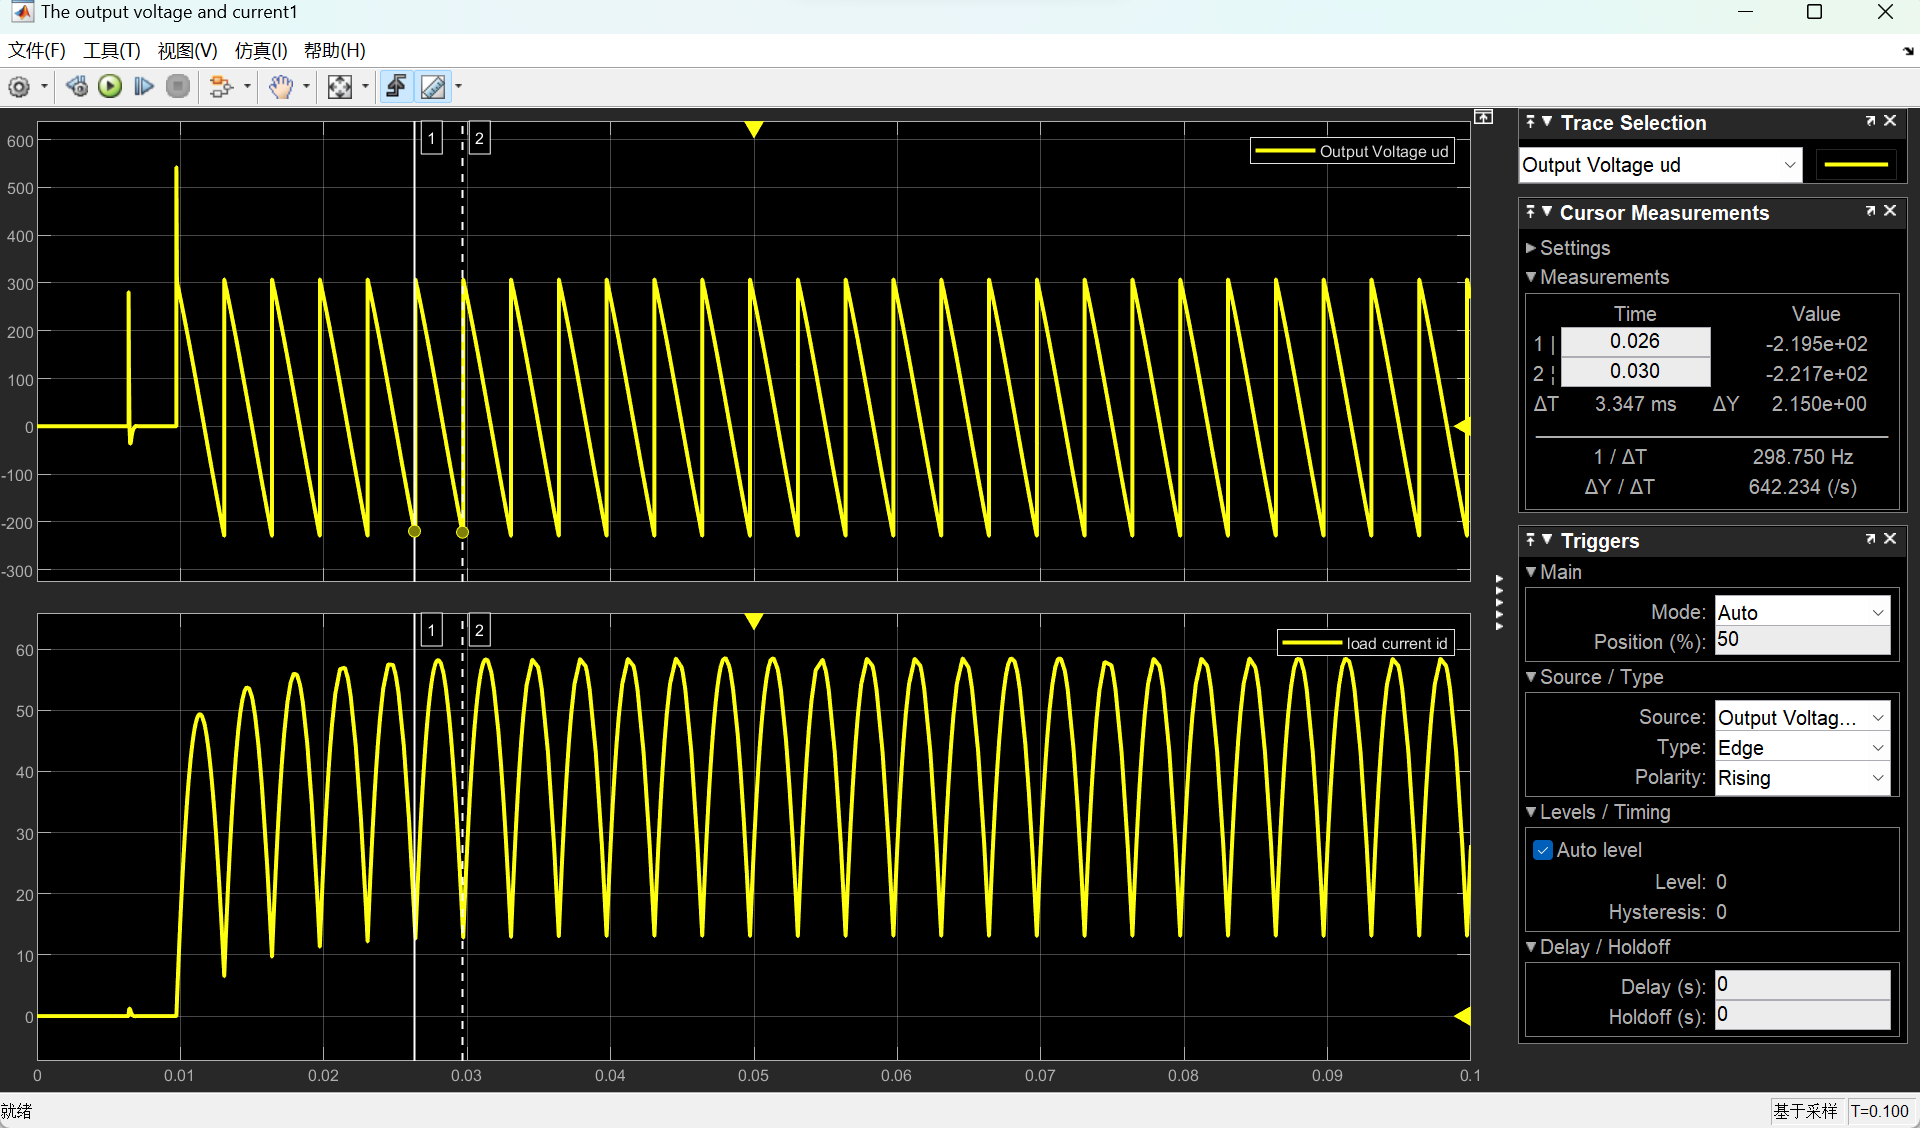 The output voltage and current1
文件(F) 工具(T) 视图(V) 仿真(I) 帮助(H)
1 2
Output Voltage ud
600
500
400
300
200
100
0
-100
-200
-300
1 2
load current id
60
50
40
30
20
10
0
0 0.01 0.02 0.03 0.04 0.05 0.06 0.07 0.08 0.09 0.1
Trace Selection
Output Voltage ud
Cursor Measurements
Settings
Measurements
Time Value
1 | 0.026 -2.195e+02
2 ¦ 0.030 -2.217e+02
ΔT 3.347 ms ΔY 2.150e+00
1 / ΔT 298.750 Hz
ΔY / ΔT 642.234 (/s)
Triggers
Main
Mode: Auto
Position (%): 50
Source / Type
Source: Output Voltag...
Type: Edge
Polarity: Rising
Levels / Timing
Auto level
Level: 0
Hysteresis: 0
Delay / Holdoff
Delay (s): 0
Holdoff (s): 0
就绪
基于采样 T=0.100